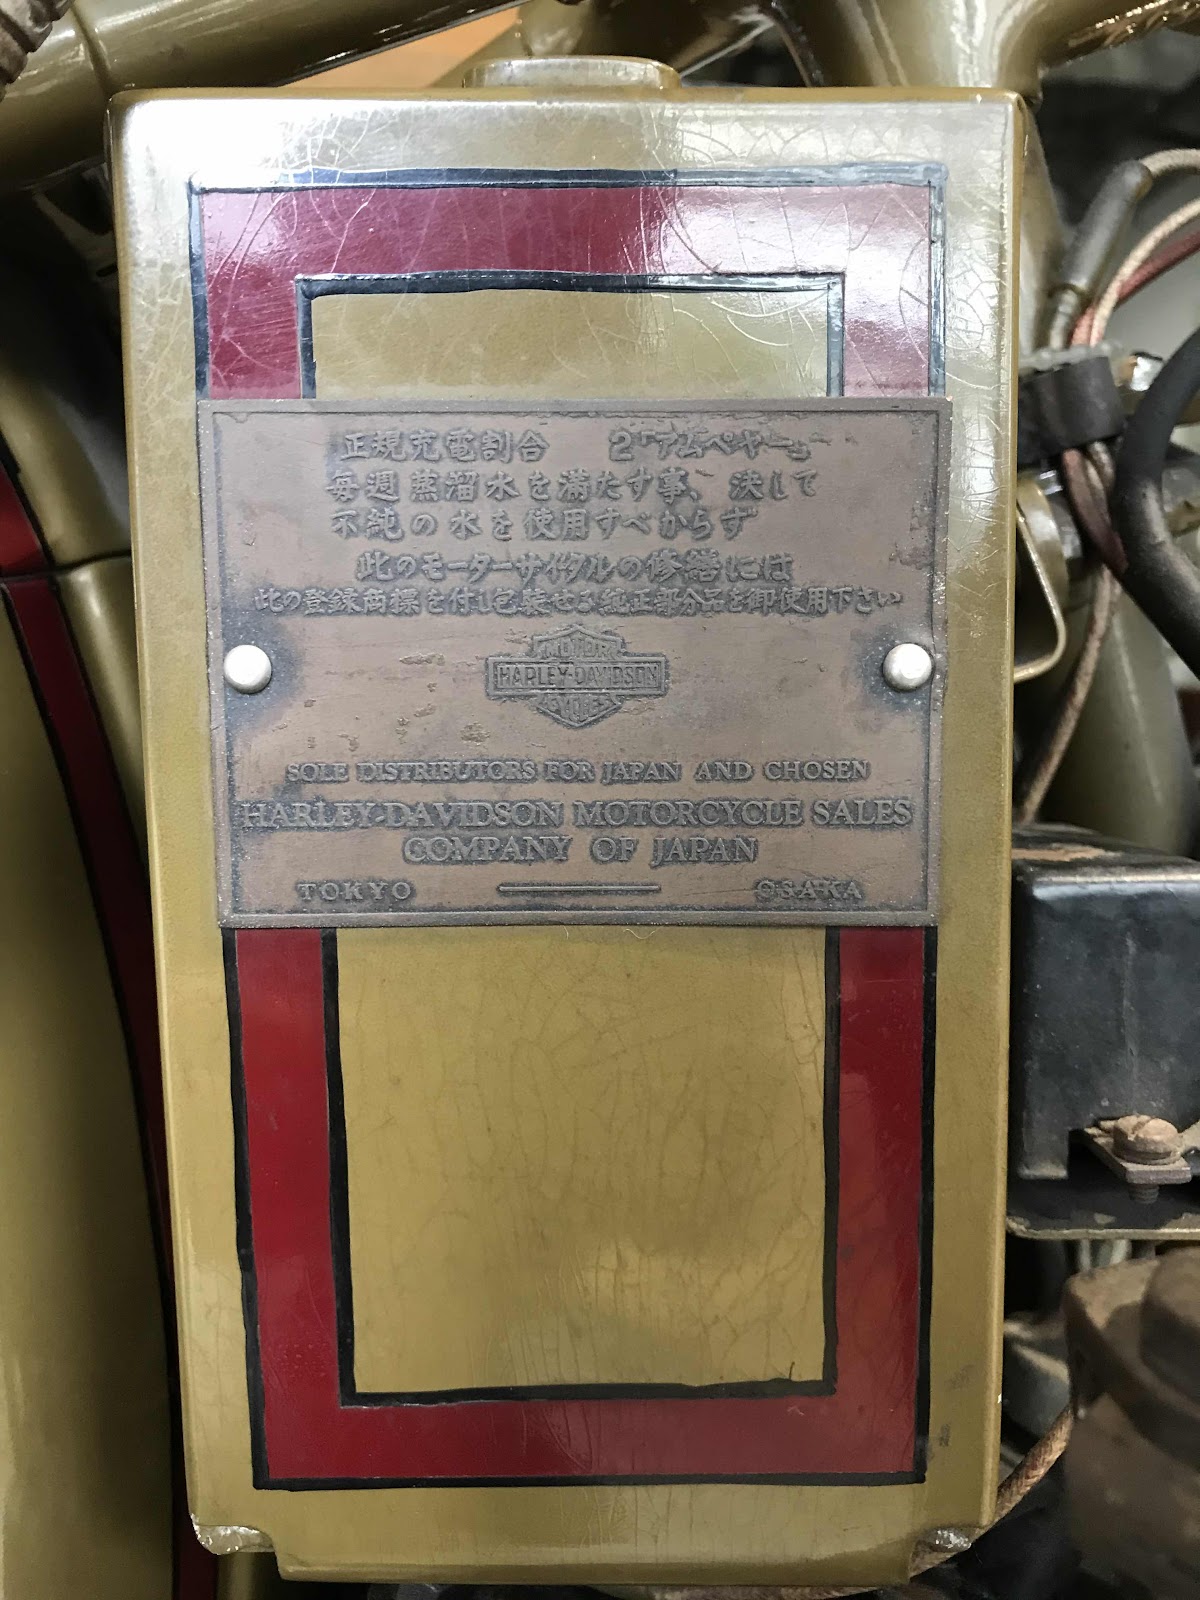 正規充電割合 2「アムペヤー」
毎週蒸溜水を満たす事、決して
不純の水を使用すべからず
此のモーターサイクルの修繕には
此の登録商標を付し包装せる純正部分品を御使用下さい
MOTOR
HARLEY-DAVIDSON
CYCLES
SOLE DISTRIBUTORS FOR JAPAN AND CHOSEN
HARLEY-DAVIDSON MOTORCYCLE SALES
COMPANY OF JAPAN
TOKYO OSAKA